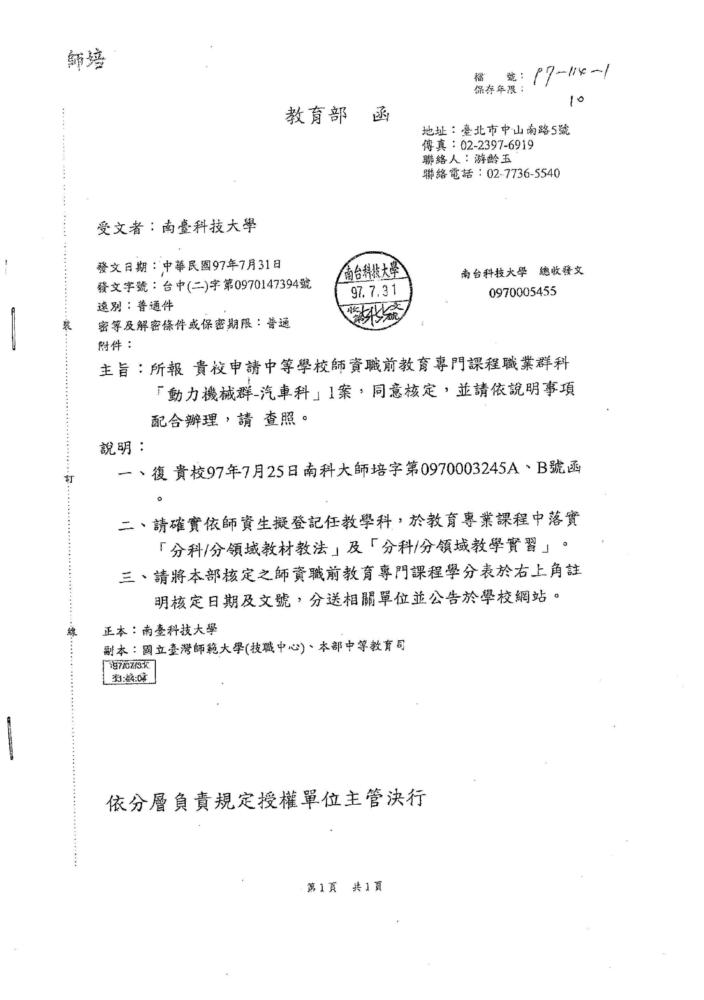 師培
檔　　號：97-114-1
保存年限：
10
教育部　函
地址：臺北市中山南路5號
傳真：02-2397-6919
聯絡人：游齡玉
聯絡電話：02-7736-5540
受文者：南臺科技大學
發文日期：中華民國97年7月31日
發文字號：台中(二)字第0970147394號
速別：普通件
密等及解密條件或保密期限：普通
附件：
南台科技大學
97.7.31
收文
第 號
南台科技大學　總收發文
0970005455
主旨：所報 貴校申請中等學校師資職前教育專門課程職業群科
「動力機械群-汽車科」1案，同意核定，並請依說明事項
配合辦理，請 查照。
說明：
一、復 貴校97年7月25日南科大師培字第0970003245A、B號函
。
二、請確實依師資生擬登記任教學科，於教育專業課程中落實
「分科/分領域教材教法」及「分科/分領域教學實習」。
三、請將本部核定之師資職前教育專門課程學分表於右上角註
明核定日期及文號，分送相關單位並公告於學校網站。
正本：南臺科技大學
副本：國立臺灣師範大學(技職中心)、本部中等教育司
裝
訂
線
依分層負責規定授權單位主管決行
第1頁　共1頁